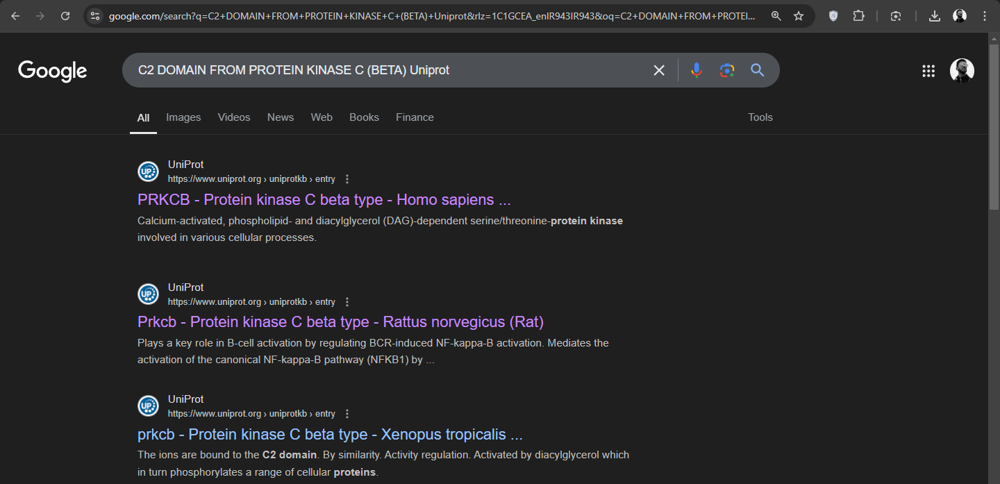 google.com/search?q=C2+DOMAIN+FROM+PROTEIN+KINASE+C+(BETA)+Uniprot&rlz=1C1GCEA_enIR943IR943&oq=C2+DOMAIN+FROM+PROTEI...
Google
C2 DOMAIN FROM PROTEIN KINASE C (BETA) Uniprot
All Images Videos News Web Books Finance Tools
UP
UniProt
https://www.uniprot.org › uniprotkb › entry
PRKCB - Protein kinase C beta type - Homo sapiens ...
Calcium-activated, phospholipid- and diacylglycerol (DAG)-dependent serine/threonine-protein kinase
involved in various cellular processes.
UP
UniProt
https://www.uniprot.org › uniprotkb › entry
Prkcb - Protein kinase C beta type - Rattus norvegicus (Rat)
Plays a key role in B-cell activation by regulating BCR-induced NF-kappa-B activation. Mediates the
activation of the canonical NF-kappa-B pathway (NFKB1) by ...
UP
UniProt
https://www.uniprot.org › uniprotkb › entry
prkcb - Protein kinase C beta type - Xenopus tropicalis ...
The ions are bound to the C2 domain. By similarity. Activity regulation. Activated by diacylglycerol which
in turn phosphorylates a range of cellular proteins.